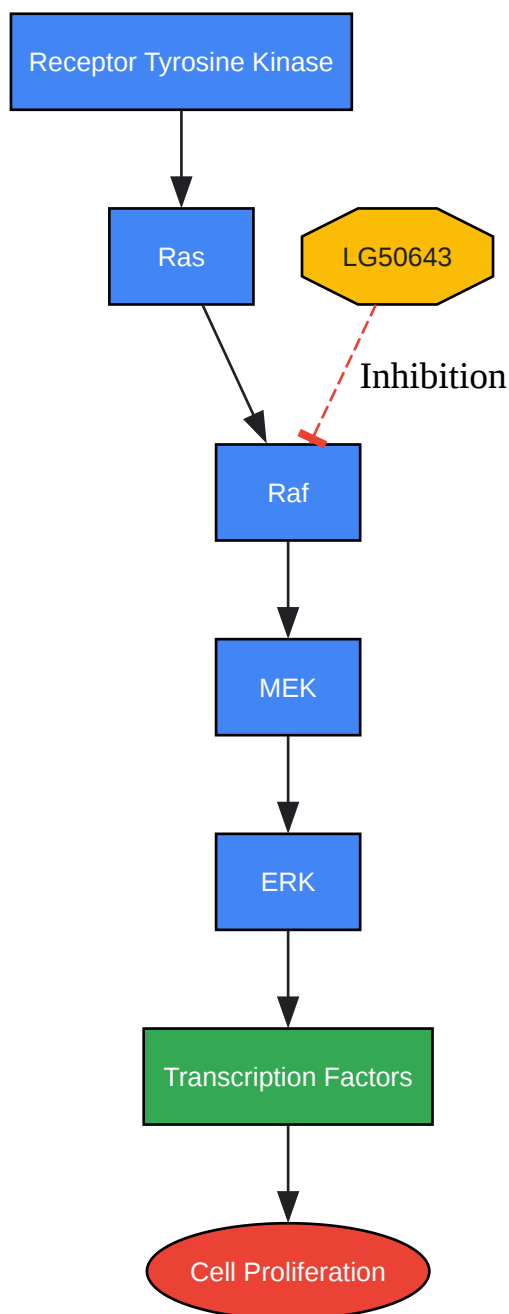 Receptor Tyrosine Kinase
Ras
LG50643
Inhibition
Raf
MEK
ERK
Transcription Factors
Cell Proliferation